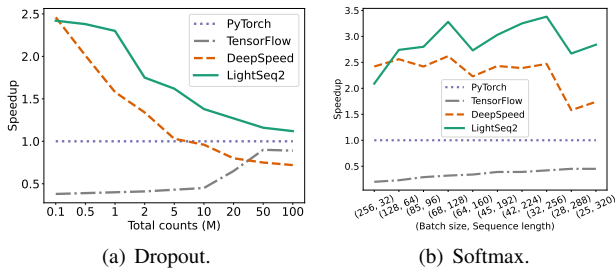 2.5
2.0
1.5
1.0
0.5
Speedup
PyTorch
TensorFlow
DeepSpeed
LightSeq2
0.1 0.5 1 2 5 10 20 50 100
Total counts (M)
(a) Dropout.
3.5
3.0
2.5
2.0
1.5
1.0
0.5
Speedup
PyTorch
TensorFlow
DeepSpeed
LightSeq2
(256, 32) (128, 64) (85, 96) (68, 128) (64, 160) (45, 192) (42, 224) (32, 256) (28, 288) (25, 320)
(Batch size, Sequence length)
(b) Softmax.